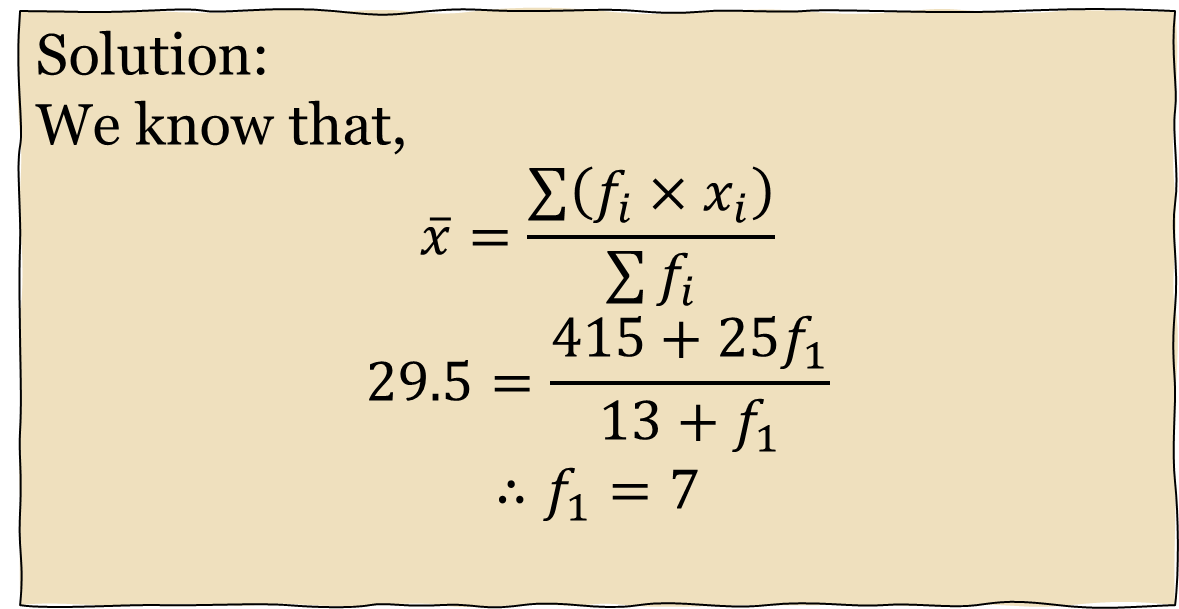 Solution:
We know that,
x̄ = ∑(fᵢ × xᵢ) / ∑ fᵢ
29.5 = 415 + 25f₁ / 13 + f₁
∴ f₁ = 7